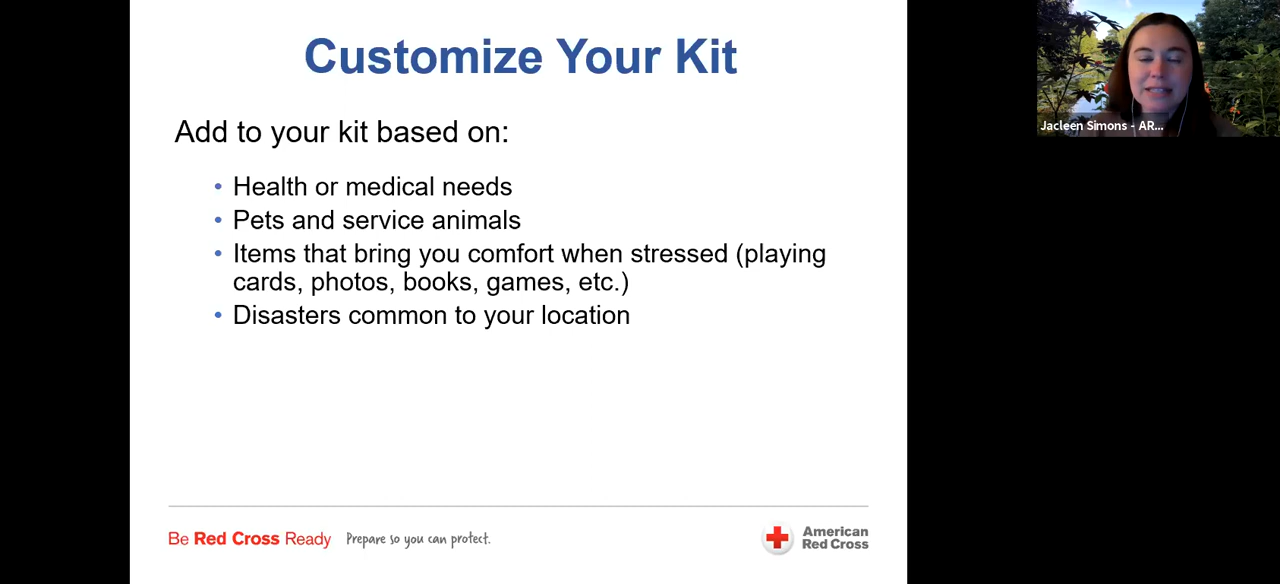 Customize Your Kit
Add to your kit based on:
• Health or medical needs
• Pets and service animals
• Items that bring you comfort when stressed (playing
cards, photos, books, games, etc.)
• Disasters common to your location
Be Red Cross Ready
Prepare so you can protect.
American
Red Cross
Jacleen Simons - AR...